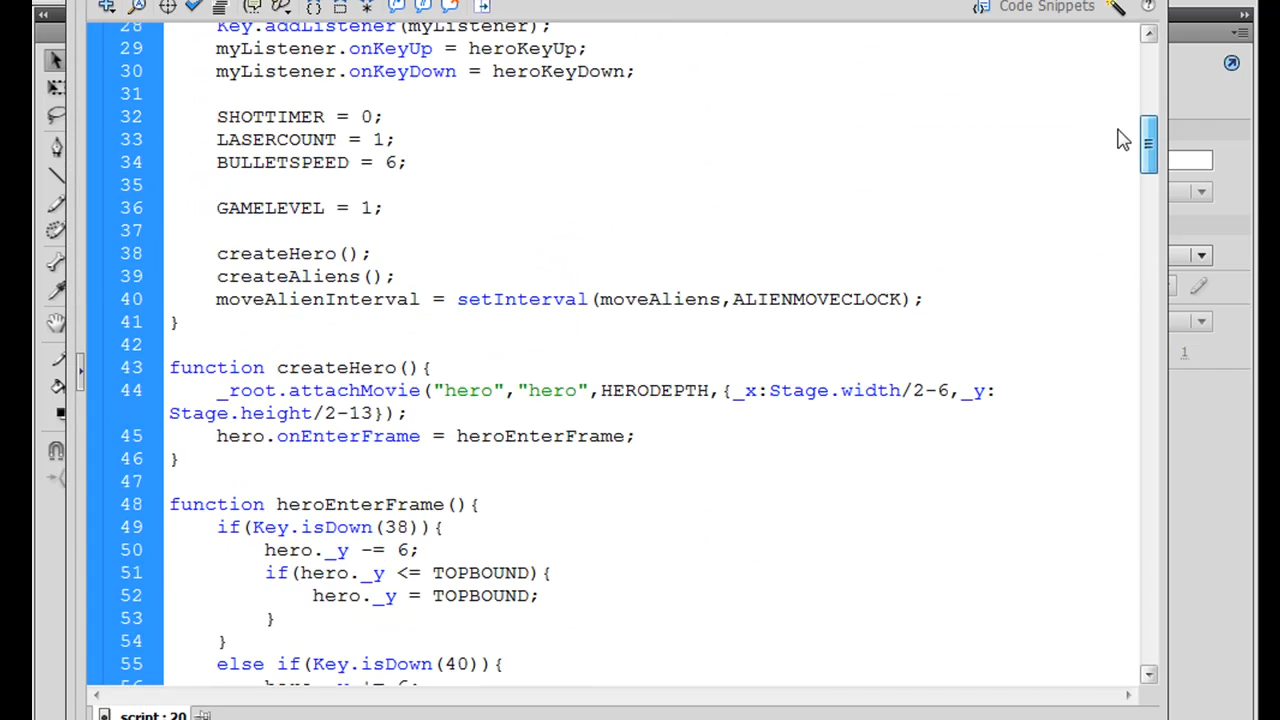 Code Snippets
28 Key.addListener(myListener);
29 myListener.onKeyUp = heroKeyUp;
30 myListener.onKeyDown = heroKeyDown;
31
32 SHOTTIMER = 0;
33 LASERCOUNT = 1;
34 BULLETSPEED = 6;
35
36 GAMELEVEL = 1;
37
38 createHero();
39 createAliens();
40 moveAlienInterval = setInterval(moveAliens,ALIENMOVECLOCK);
41 }
42
43 function createHero(){
44 _root.attachMovie("hero","hero",HERODEPTH,{_x:Stage.width/2-6,_y:
Stage.height/2-13});
45 hero.onEnterFrame = heroEnterFrame;
46 }
47
48 function heroEnterFrame(){
49 if(Key.isDown(38)){
50 hero._y -= 6;
51 if(hero._y <= TOPBOUND){
52 hero._y = TOPBOUND;
53 }
54 }
55 else if(Key.isDown(40)){
56 hero._y += 6;
script : 20
1